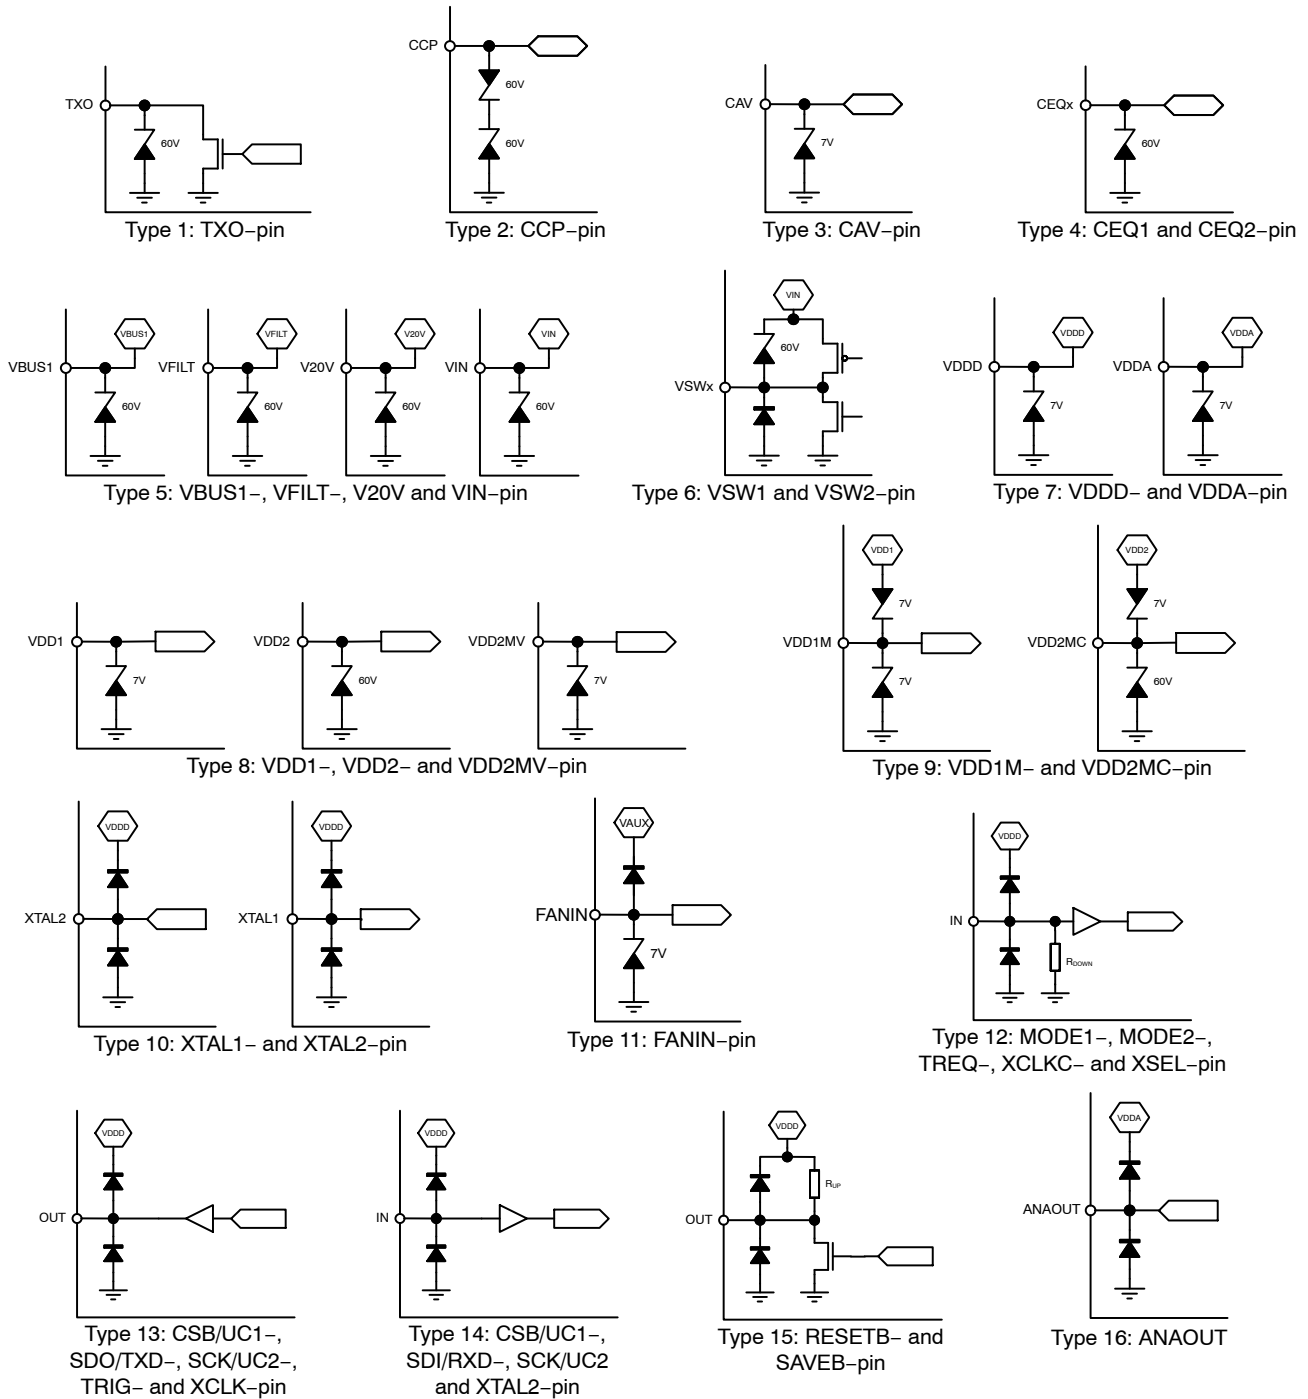 CCP
60V
60V
TXO
60V
CAV
7V
CEQx
60V
Type 1: TXO−pin
Type 2: CCP−pin
Type 3: CAV−pin
Type 4: CEQ1 and CEQ2−pin
VBUS1
VBUS1
60V
VFILT
VFILT
60V
V20V
V20V
60V
VIN
VIN
60V
VIN
60V
VSWx
VDDD
VDDD
7V
VDDA
VDDA
7V
Type 5: VBUS1−, VFILT−, V20V and VIN−pin
Type 6: VSW1 and VSW2−pin
Type 7: VDDD− and VDDA−pin
VDD1
7V
VDD2
60V
VDD2MV
7V
VDD1
7V
VDD1M
7V
VDD2
7V
VDD2MC
60V
Type 8: VDD1−, VDD2− and VDD2MV−pin
Type 9: VDD1M− and VDD2MC−pin
VDDD
XTAL2
VDDD
XTAL1
VAUX
FANIN
7V
VDDD
IN
RDOWN
Type 10: XTAL1− and XTAL2−pin
Type 11: FANIN−pin
Type 12: MODE1−, MODE2−,
TREQ−, XCLKC− and XSEL−pin
VDDD
OUT
VDDD
IN
VDDD
RUP
OUT
VDDA
ANAOUT
Type 13: CSB/UC1−,
SDO/TXD−, SCK/UC2−,
TRIG− and XCLK−pin
Type 14: CSB/UC1−,
SDI/RXD−, SCK/UC2
and XTAL2−pin
Type 15: RESETB− and
SAVEB−pin
Type 16: ANAOUT